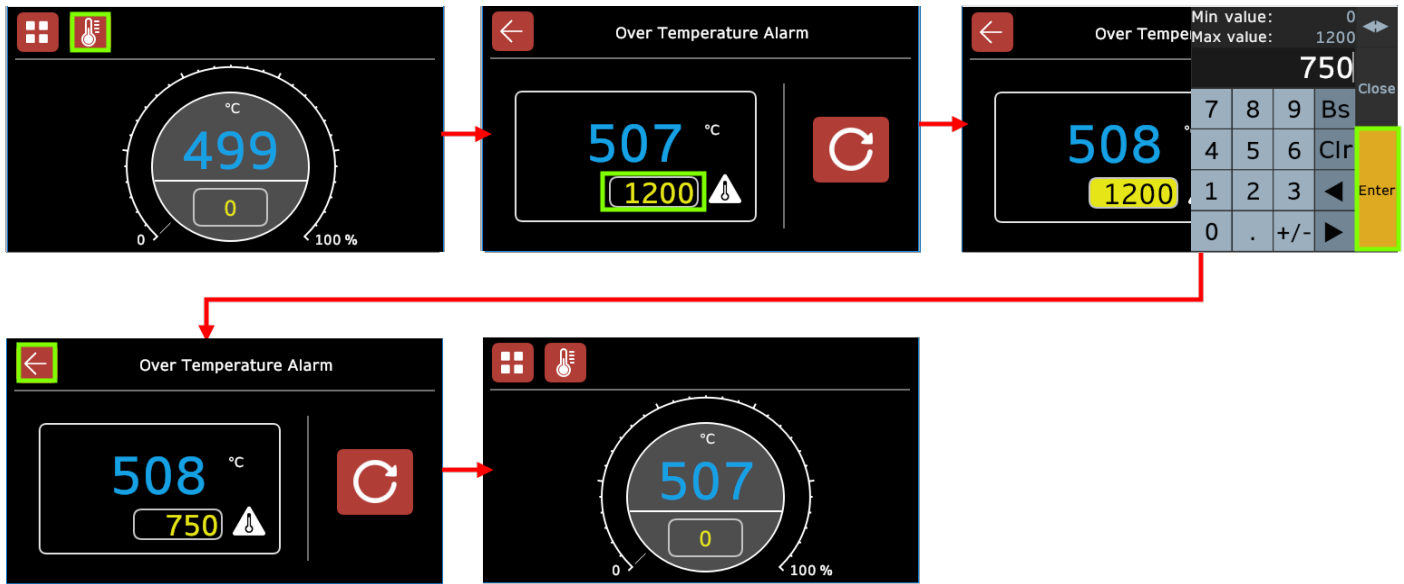 °C
499
0
0
100 %
Over Temperature Alarm
507 °C
1200
Over Tempe
508
1200
Min value: 0
Max value: 1200
750
Close
7 8 9 Bs
4 5 6 Clr
1 2 3
Enter
0 . +/-
Over Temperature Alarm
508 °C
750
°C
507
0
0
100 %